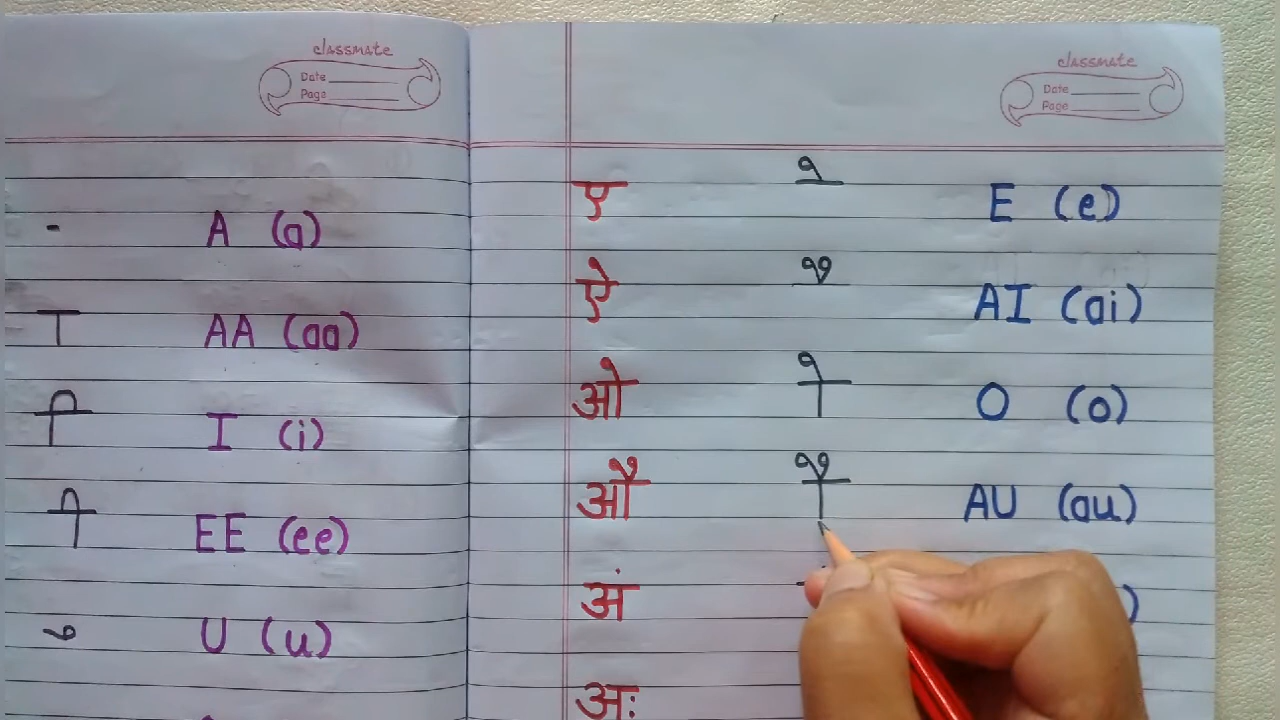 classmate
Date
Page
- A (a)
ा AA (aa)
ि I (i)
ी EE (ee)
ु U (u)
classmate
Date
Page
ए े E (e)
ऐ ै AI (ai)
ओ ो O (o)
औ ौ AU (au)
अं
अः